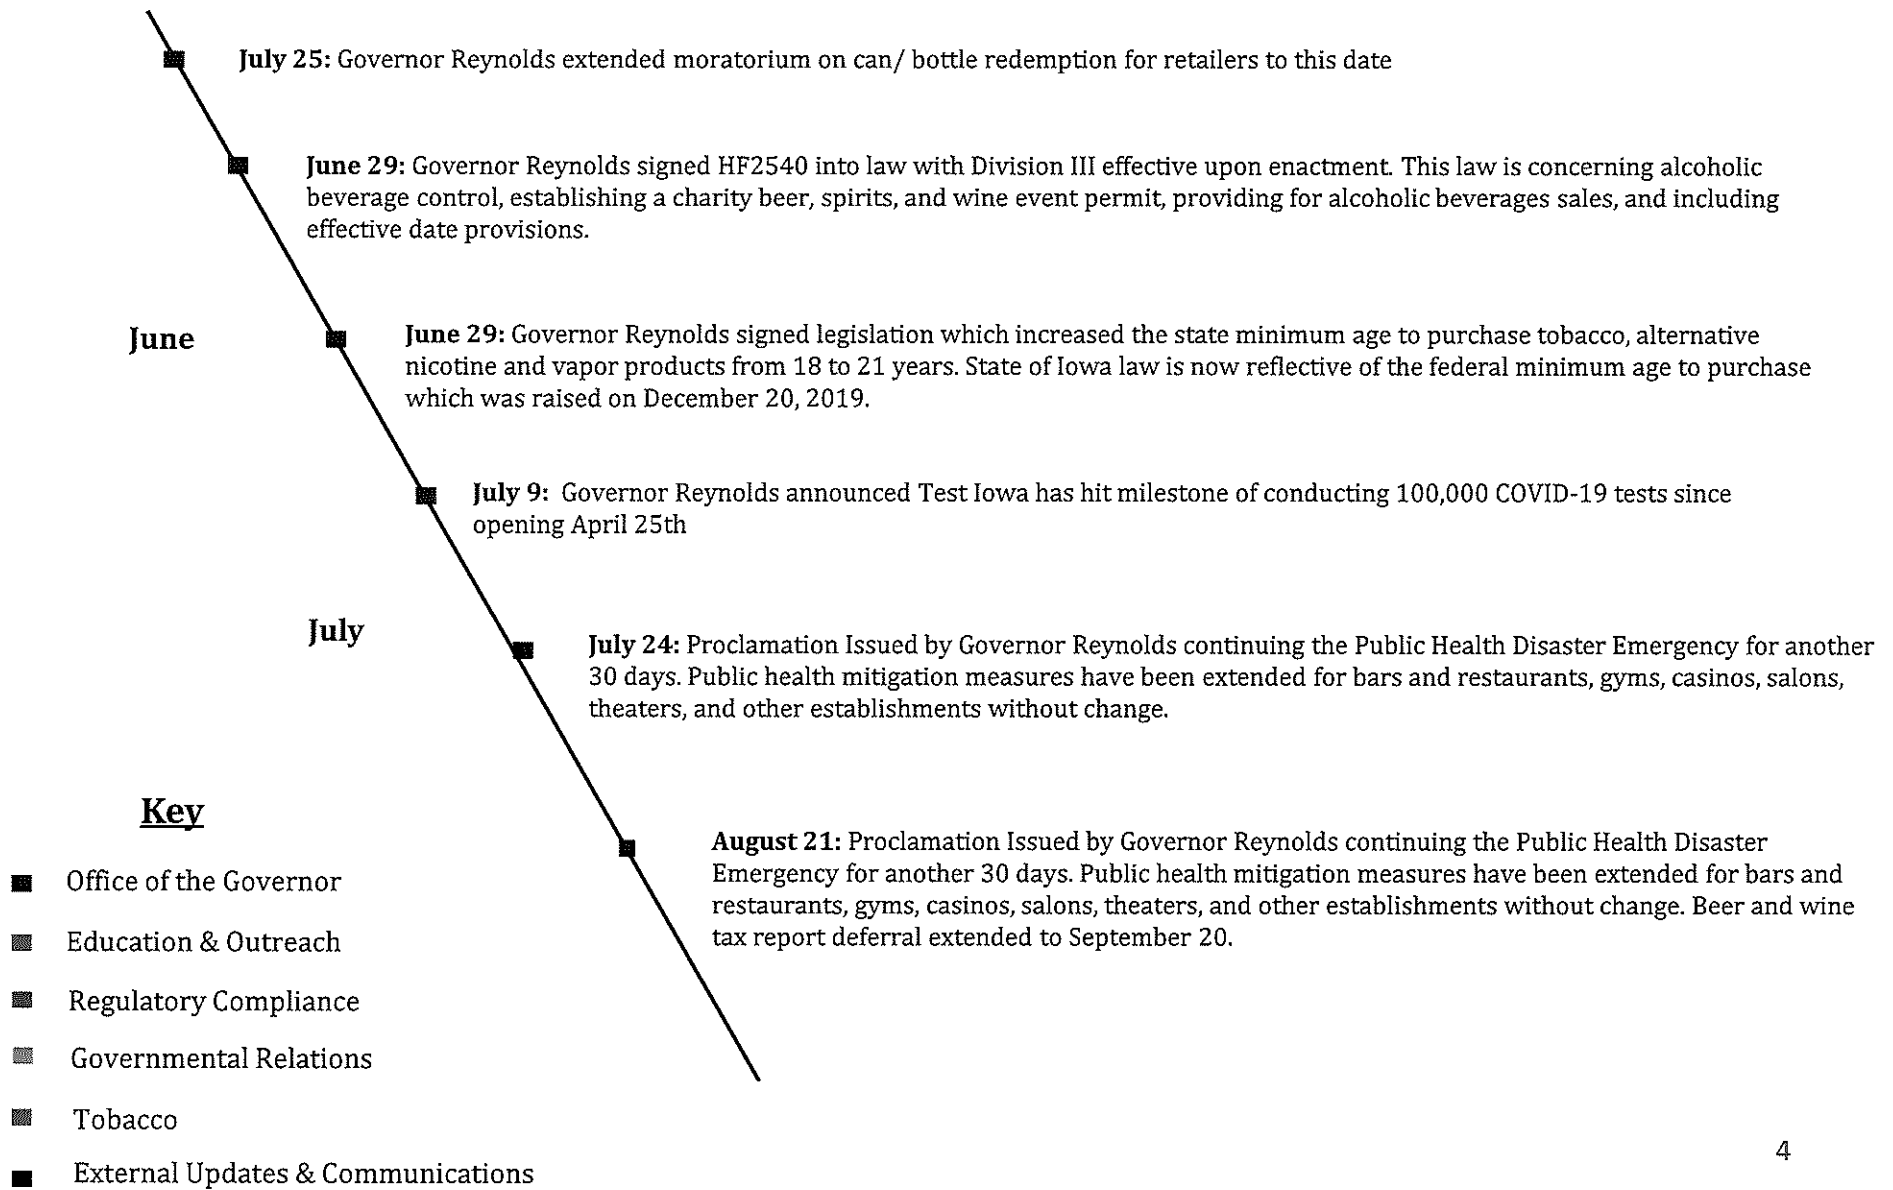 July 25: Governor Reynolds extended moratorium on can/ bottle redemption for retailers to this date
June 29: Governor Reynolds signed HF2540 into law with Division III effective upon enactment. This law is concerning alcoholic
beverage control, establishing a charity beer, spirits, and wine event permit, providing for alcoholic beverages sales, and including
effective date provisions.
June
June 29: Governor Reynolds signed legislation which increased the state minimum age to purchase tobacco, alternative
nicotine and vapor products from 18 to 21 years. State of Iowa law is now reflective of the federal minimum age to purchase
which was raised on December 20, 2019.
July 9: Governor Reynolds announced Test Iowa has hit milestone of conducting 100,000 COVID-19 tests since
opening April 25th
July
July 24: Proclamation Issued by Governor Reynolds continuing the Public Health Disaster Emergency for another
30 days. Public health mitigation measures have been extended for bars and restaurants, gyms, casinos, salons,
theaters, and other establishments without change.
August 21: Proclamation Issued by Governor Reynolds continuing the Public Health Disaster
Emergency for another 30 days. Public health mitigation measures have been extended for bars and
restaurants, gyms, casinos, salons, theaters, and other establishments without change. Beer and wine
tax report deferral extended to September 20.
Key
Office of the Governor
Education & Outreach
Regulatory Compliance
Governmental Relations
Tobacco
External Updates & Communications
4